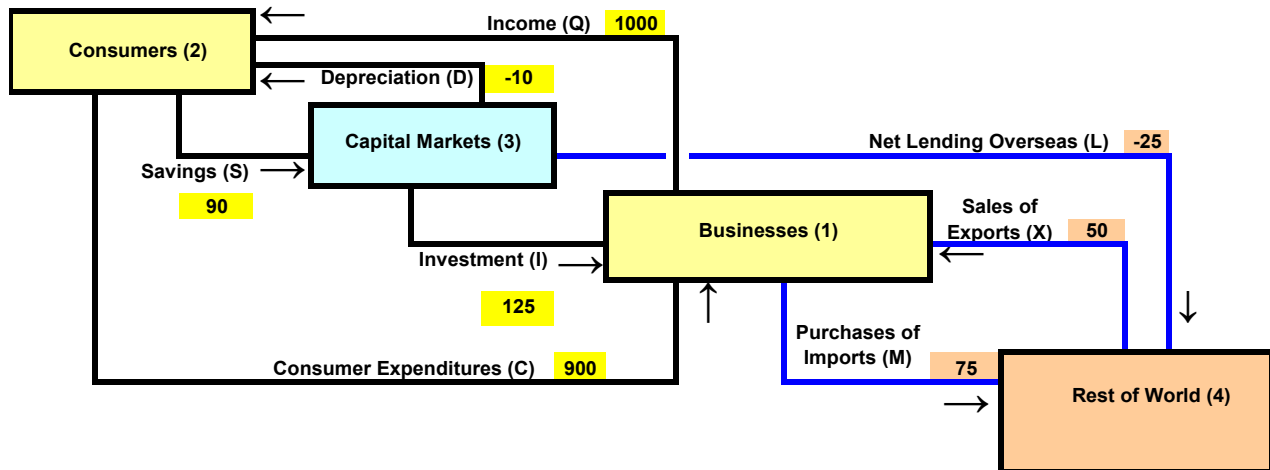 Income (Q) 1000
Consumers (2)
Depreciation (D) -10
Capital Markets (3)
Net Lending Overseas (L) -25
Savings (S)
90
Sales of
Exports (X) 50
Businesses (1)
Investment (I)
125
Purchases of
Imports (M) 75
Consumer Expenditures (C) 900
Rest of World (4)